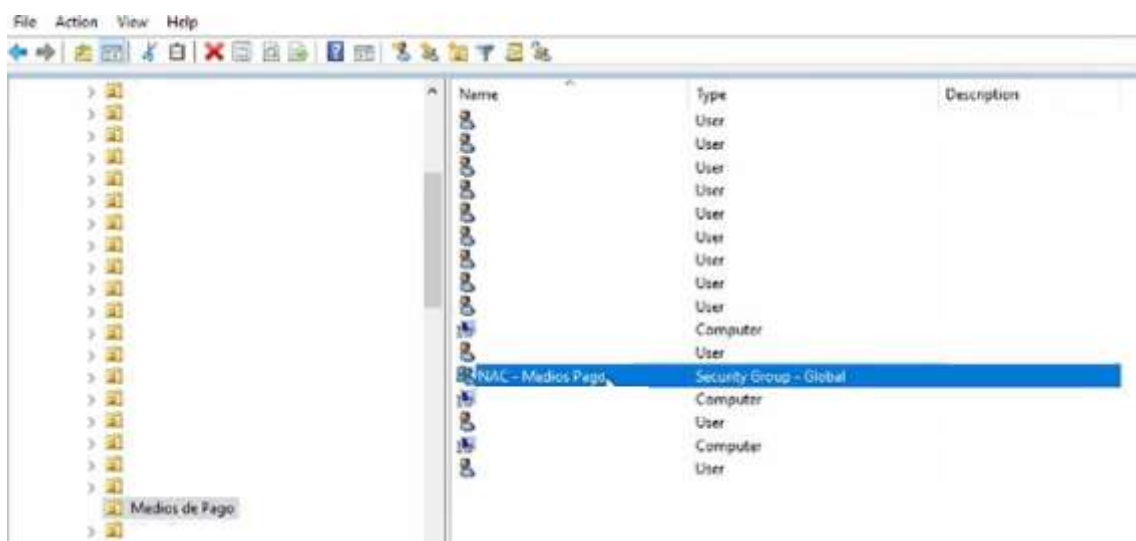 File Action View Help
Name Type Description
User
User
User
User
User
User
User
User
User
Computer
User
NAC - Medios Pago Security Group - Global
Computer
User
Computer
User
Medios de Pago